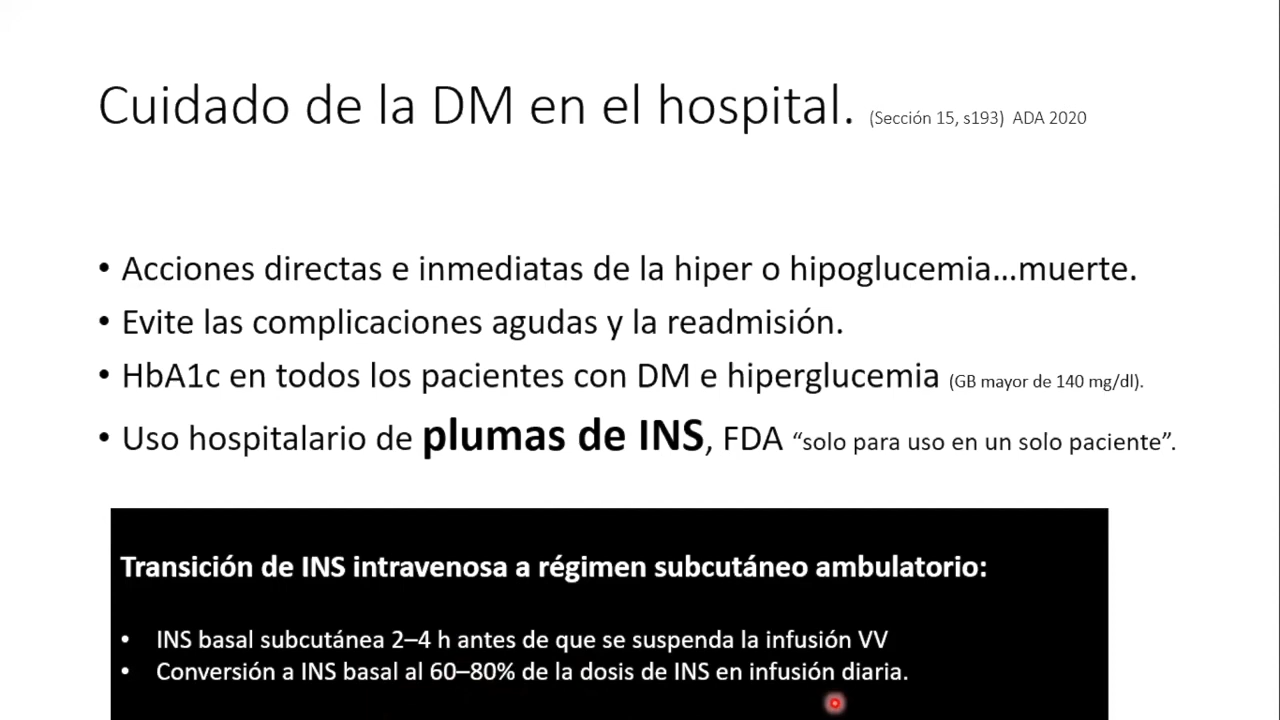 Cuidado de la DM en el hospital. (Sección 15, s193) ADA 2020
• Acciones directas e inmediatas de la hiper o hipoglucemia...muerte.
• Evite las complicaciones agudas y la readmisión.
• HbA1c en todos los pacientes con DM e hiperglucemia (GB mayor de 140 mg/dl).
• Uso hospitalario de plumas de INS, FDA “solo para uso en un solo paciente”.
Transición de INS intravenosa a régimen subcutáneo ambulatorio:
• INS basal subcutánea 2–4 h antes de que se suspenda la infusión VV
• Conversión a INS basal al 60–80% de la dosis de INS en infusión diaria.